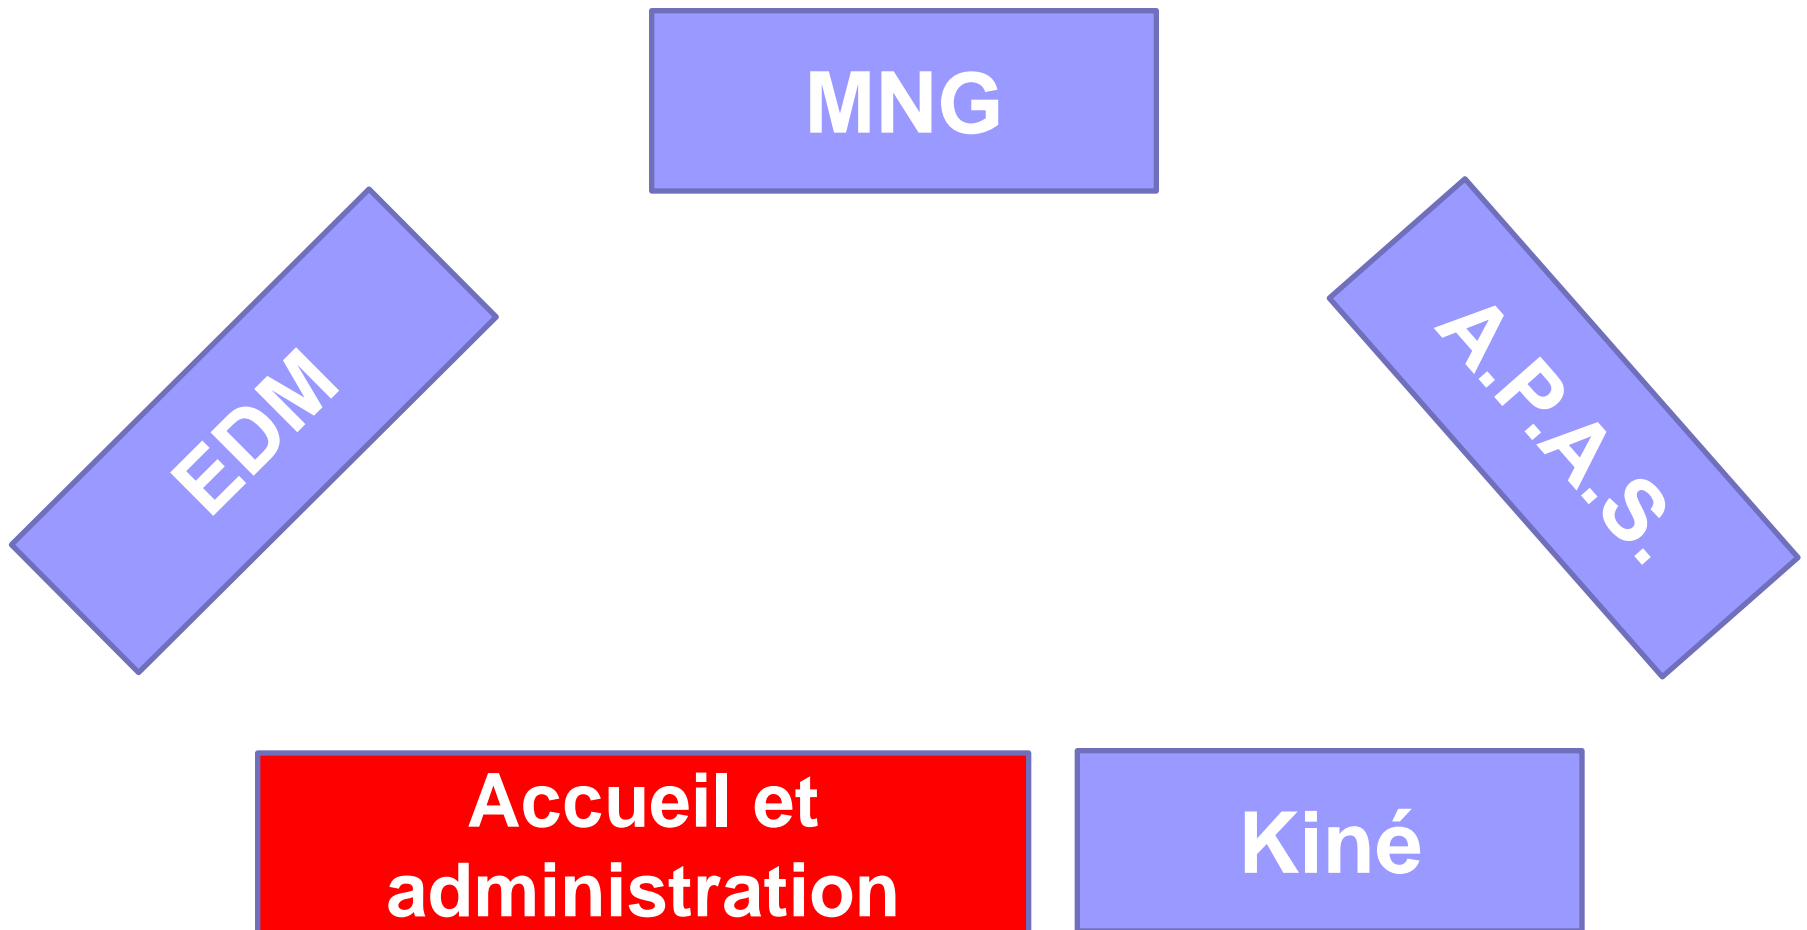 MNG
EDM
A.P.A.S.
Accueil et
administration
Kiné